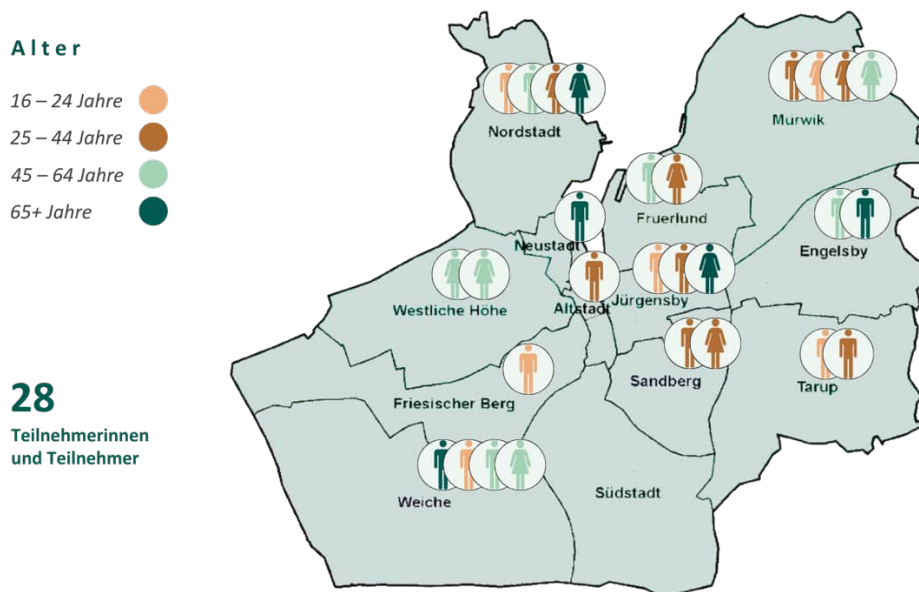 Alter
16 – 24 Jahre
25 – 44 Jahre
45 – 64 Jahre
65+ Jahre
28
Teilnehmerinnen
und Teilnehmer
Nordstadt
Mürwik
Fruerlund
Neustadt
Engelsby
Westliche Höhe
Altstadt
Jürgensby
Sandberg
Tarup
Friesischer Berg
Weiche
Südstadt